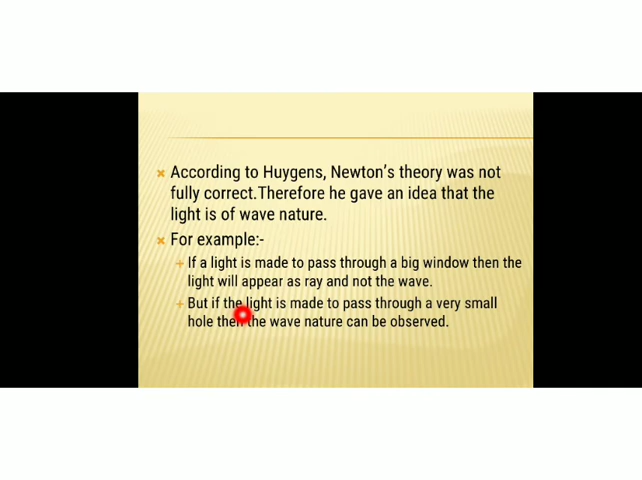 According to Huygens, Newton's theory was not
fully correct.Therefore he gave an idea that the
light is of wave nature.
For example:-
If a light is made to pass through a big window then the
light will appear as ray and not the wave.
But if the light is made to pass through a very small
hole then the wave nature can be observed.